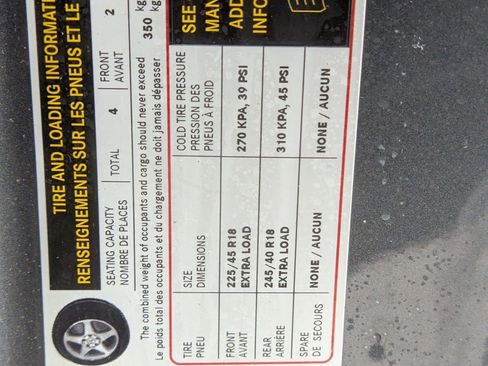 TIRE AND LOADING INFORMATI
RENSEIGNEMENTS SUR LES PNEUS ET LE
SEATING CAPACITY
NOMBRE DE PLACES
TOTAL 4
FRONT
AVANT
2
The combined weight of occupants and cargo should never exceed
Le poids total des occupants et du chargement ne doit jamais dépasser
350
kg
kg
TIRE
PNEU
SIZE
DIMENSIONS
COLD TIRE PRESSURE
PRESSION DES
PNEUS À FROID
SEE
MAN
ADD
INFO
FRONT
AVANT
225/45 R18
EXTRA LOAD
270 KPA, 39 PSI
REAR
ARRIÈRE
245/40 R18
EXTRA LOAD
310 KPA, 45 PSI
SPARE
DE SECOURS
NONE / AUCUN
NONE / AUCUN